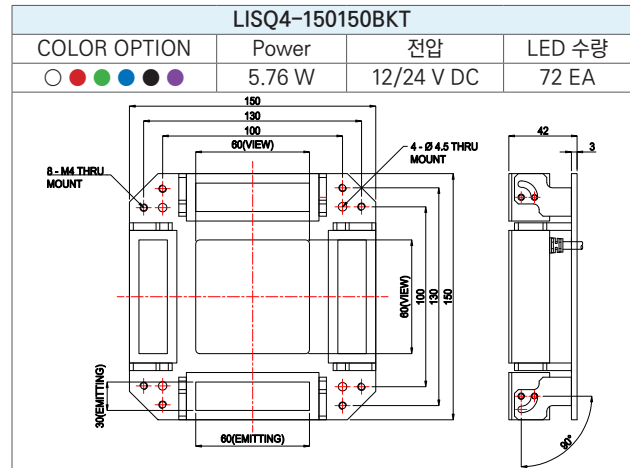 LISQ4-150150BKT
COLOR OPTION Power 전압 LED 수량
5.76 W 12/24 V DC 72 EA
150
130
100
60(VIEW)
8 - M4 THRU
MOUNT
4 - Ø 4.5 THRU
MOUNT
42
3
60(VIEW)
100
130
150
30(EMITTING)
60(EMITTING)
90°